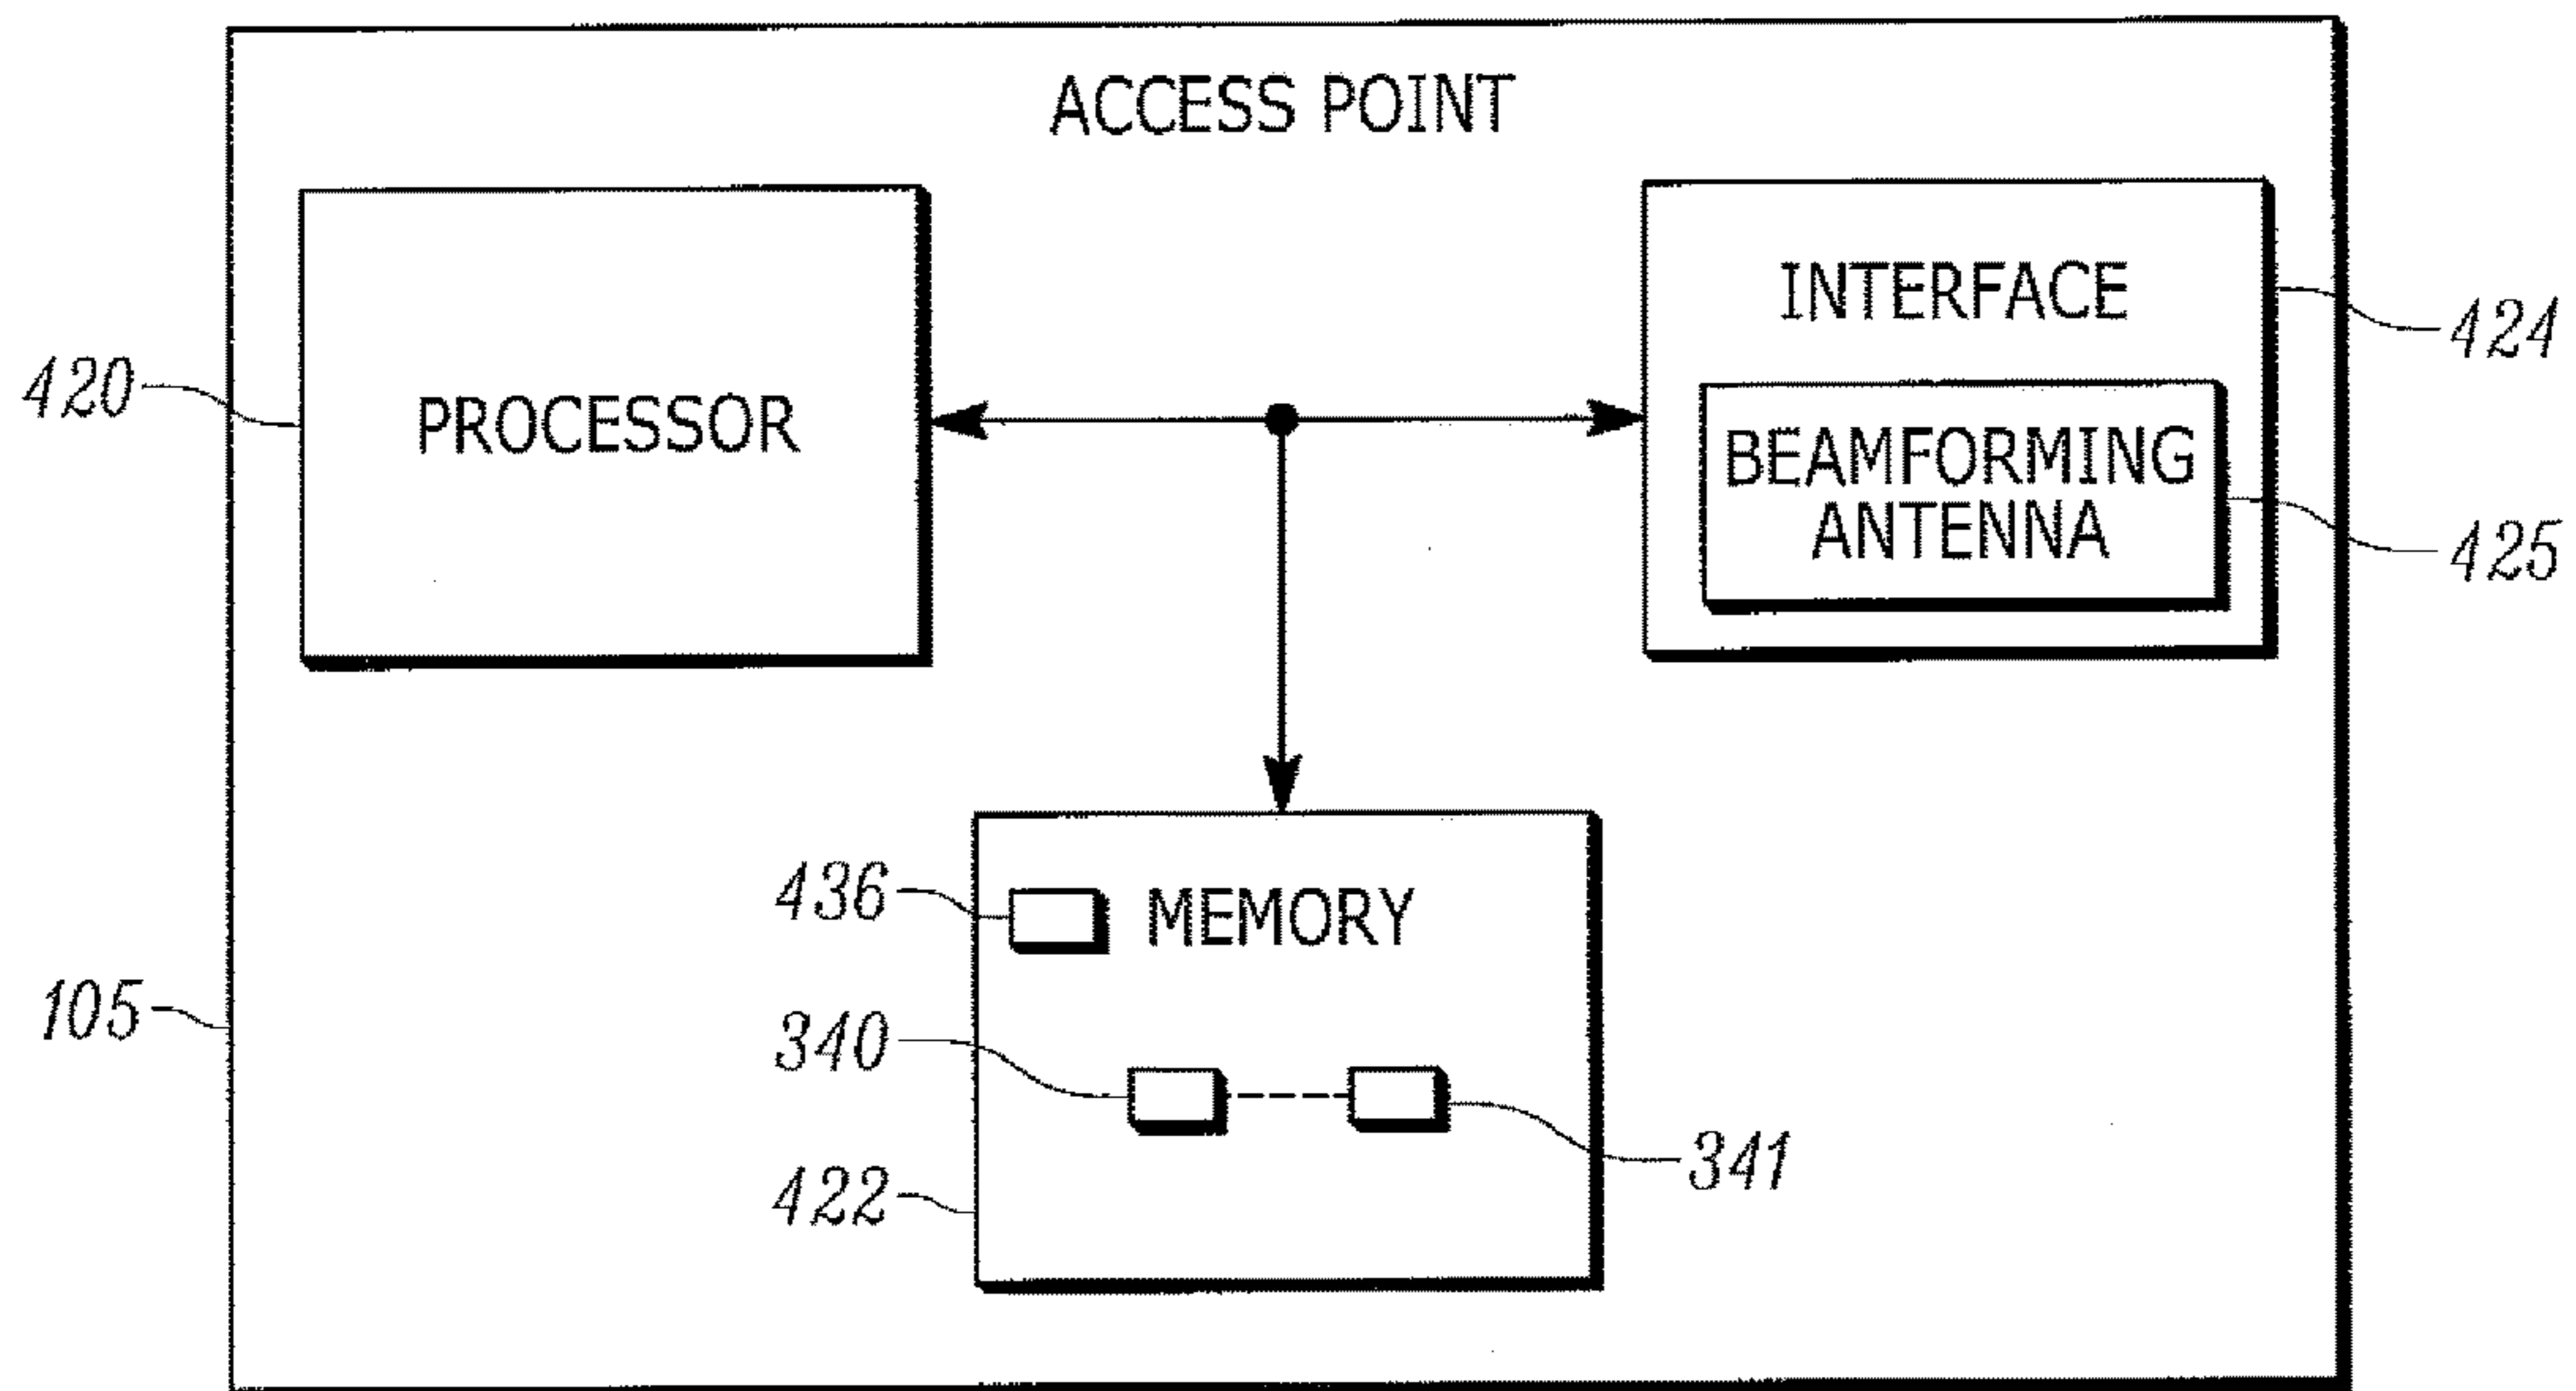 ACCESS POINT
INTERFACE
424
420
PROCESSOR
BEAMFORMING
ANTENNA
425
436
MEMORY
105
340
341
422